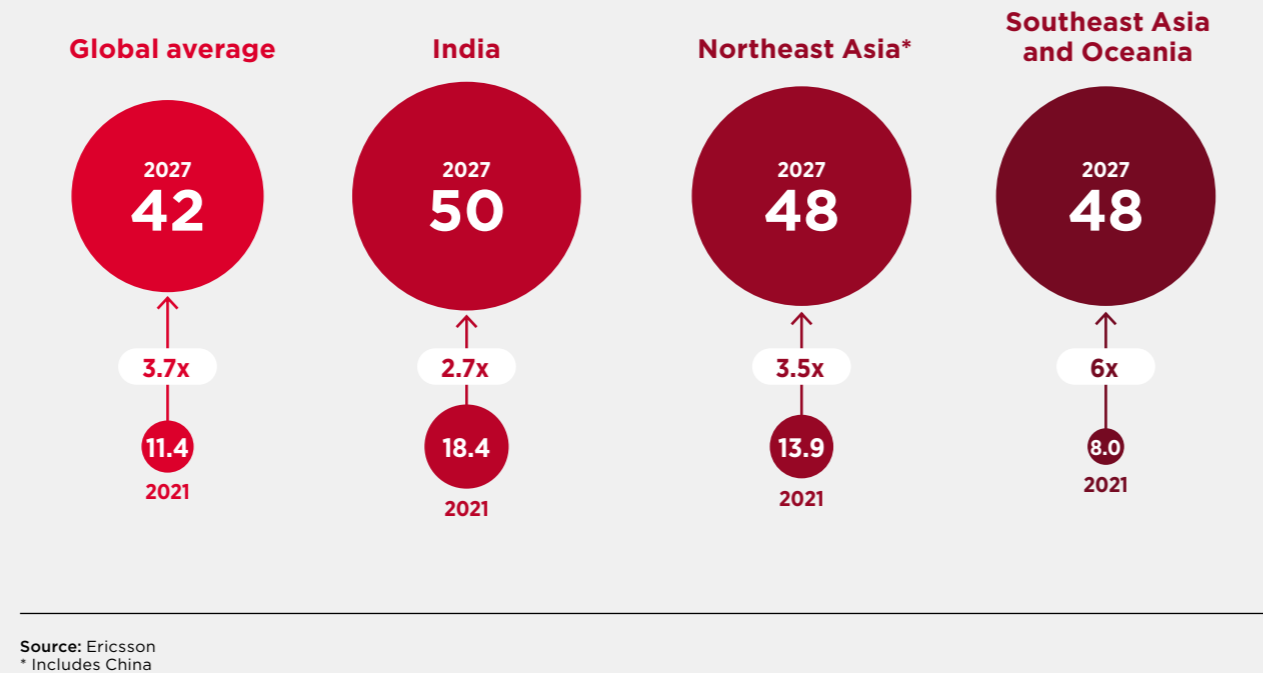 Global average
2027
42
3.7x
11.4
2021
India
2027
50
2.7x
18.4
2021
Northeast Asia*
2027
48
3.5x
13.9
2021
Southeast Asia
and Oceania
2027
48
6x
8.0
2021
Source: Ericsson
* Includes China